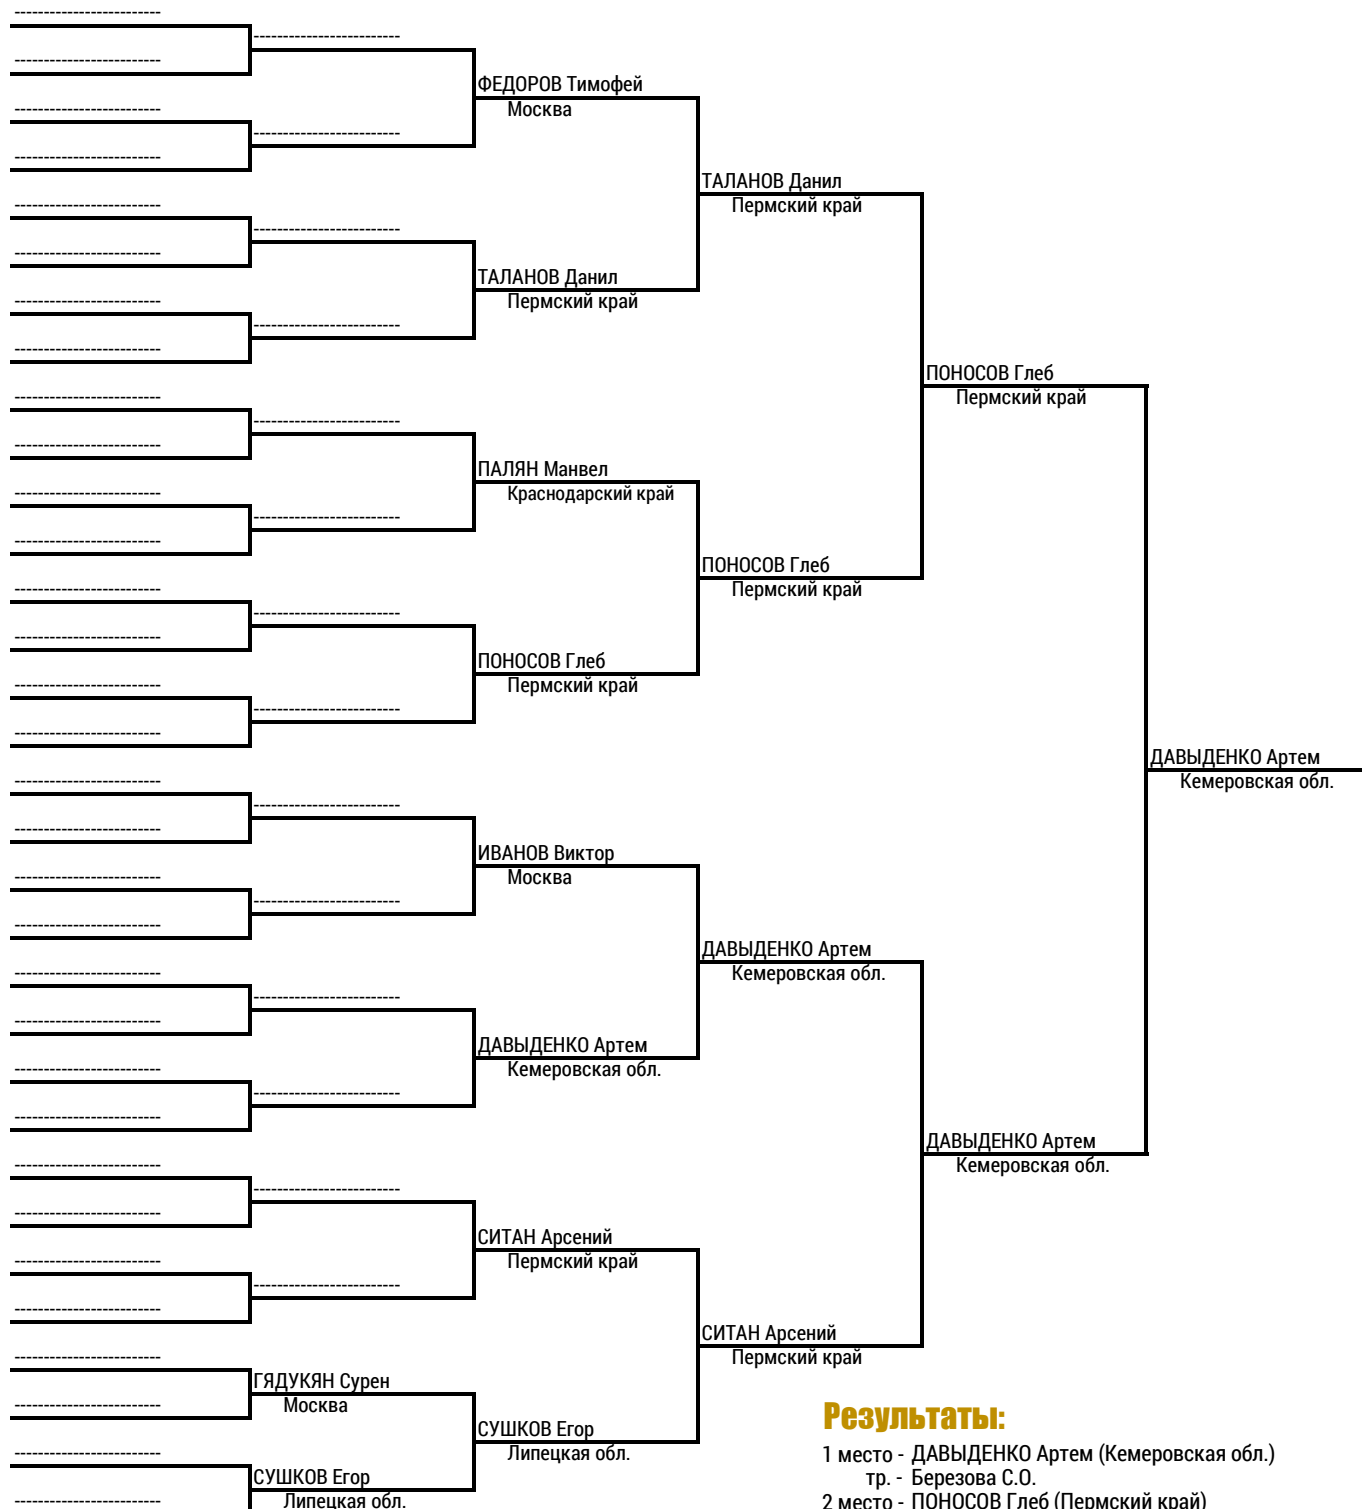 -------------------------
-------------------------
-------------------------
ФЕДОРОВ Тимофей
Москва
-------------------------
-------------------------
-------------------------
ТАЛАНОВ Данил
Пермский край
-------------------------
-------------------------
-------------------------
ТАЛАНОВ Данил
Пермский край
-------------------------
-------------------------
-------------------------
ПОНОСОВ Глеб
Пермский край
-------------------------
-------------------------
-------------------------
ПАЛЯН Манвел
Краснодарский край
-------------------------
-------------------------
-------------------------
ПОНОСОВ Глеб
Пермский край
-------------------------
-------------------------
-------------------------
ПОНОСОВ Глеб
Пермский край
-------------------------
-------------------------
-------------------------
ДАВЫДЕНКО Артем
Кемеровская обл.
-------------------------
-------------------------
-------------------------
ИВАНОВ Виктор
Москва
-------------------------
-------------------------
-------------------------
ДАВЫДЕНКО Артем
Кемеровская обл.
-------------------------
-------------------------
-------------------------
ДАВЫДЕНКО Артем
Кемеровская обл.
-------------------------
-------------------------
-------------------------
ДАВЫДЕНКО Артем
Кемеровская обл.
-------------------------
-------------------------
-------------------------
СИТАН Арсений
Пермский край
-------------------------
-------------------------
-------------------------
СИТАН Арсений
Пермский край
-------------------------
ГЯДУКЯН Сурен
Москва
-------------------------
СУШКОВ Егор
Липецкая обл.
-------------------------
СУШКОВ Егор
Липецкая обл.
-------------------------
Результаты:
1 место - ДАВЫДЕНКО Артем (Кемеровская обл.)
тр. - Березова С.О.
2 место - ПОНОСОВ Глеб (Пермский край)